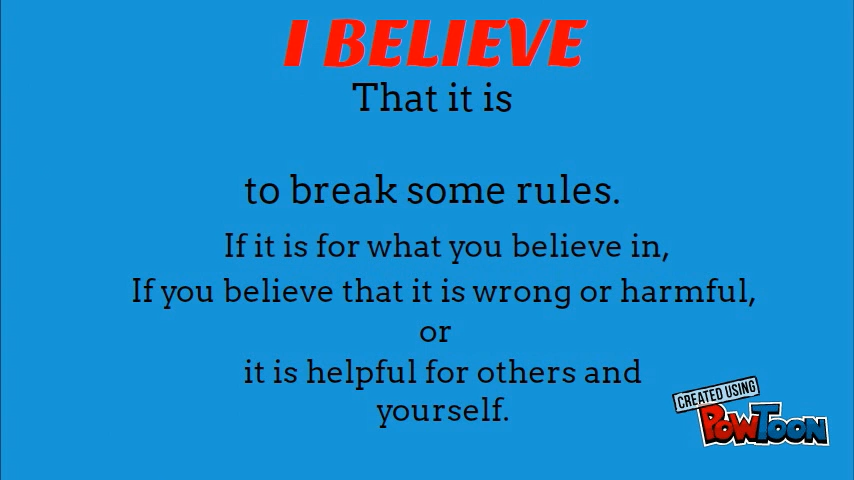 I BELIEVE
That it is
to break some rules.
If it is for what you believe in,
If you believe that it is wrong or harmful,
or
it is helpful for others and
yourself.
CREATED USING
POWTOON